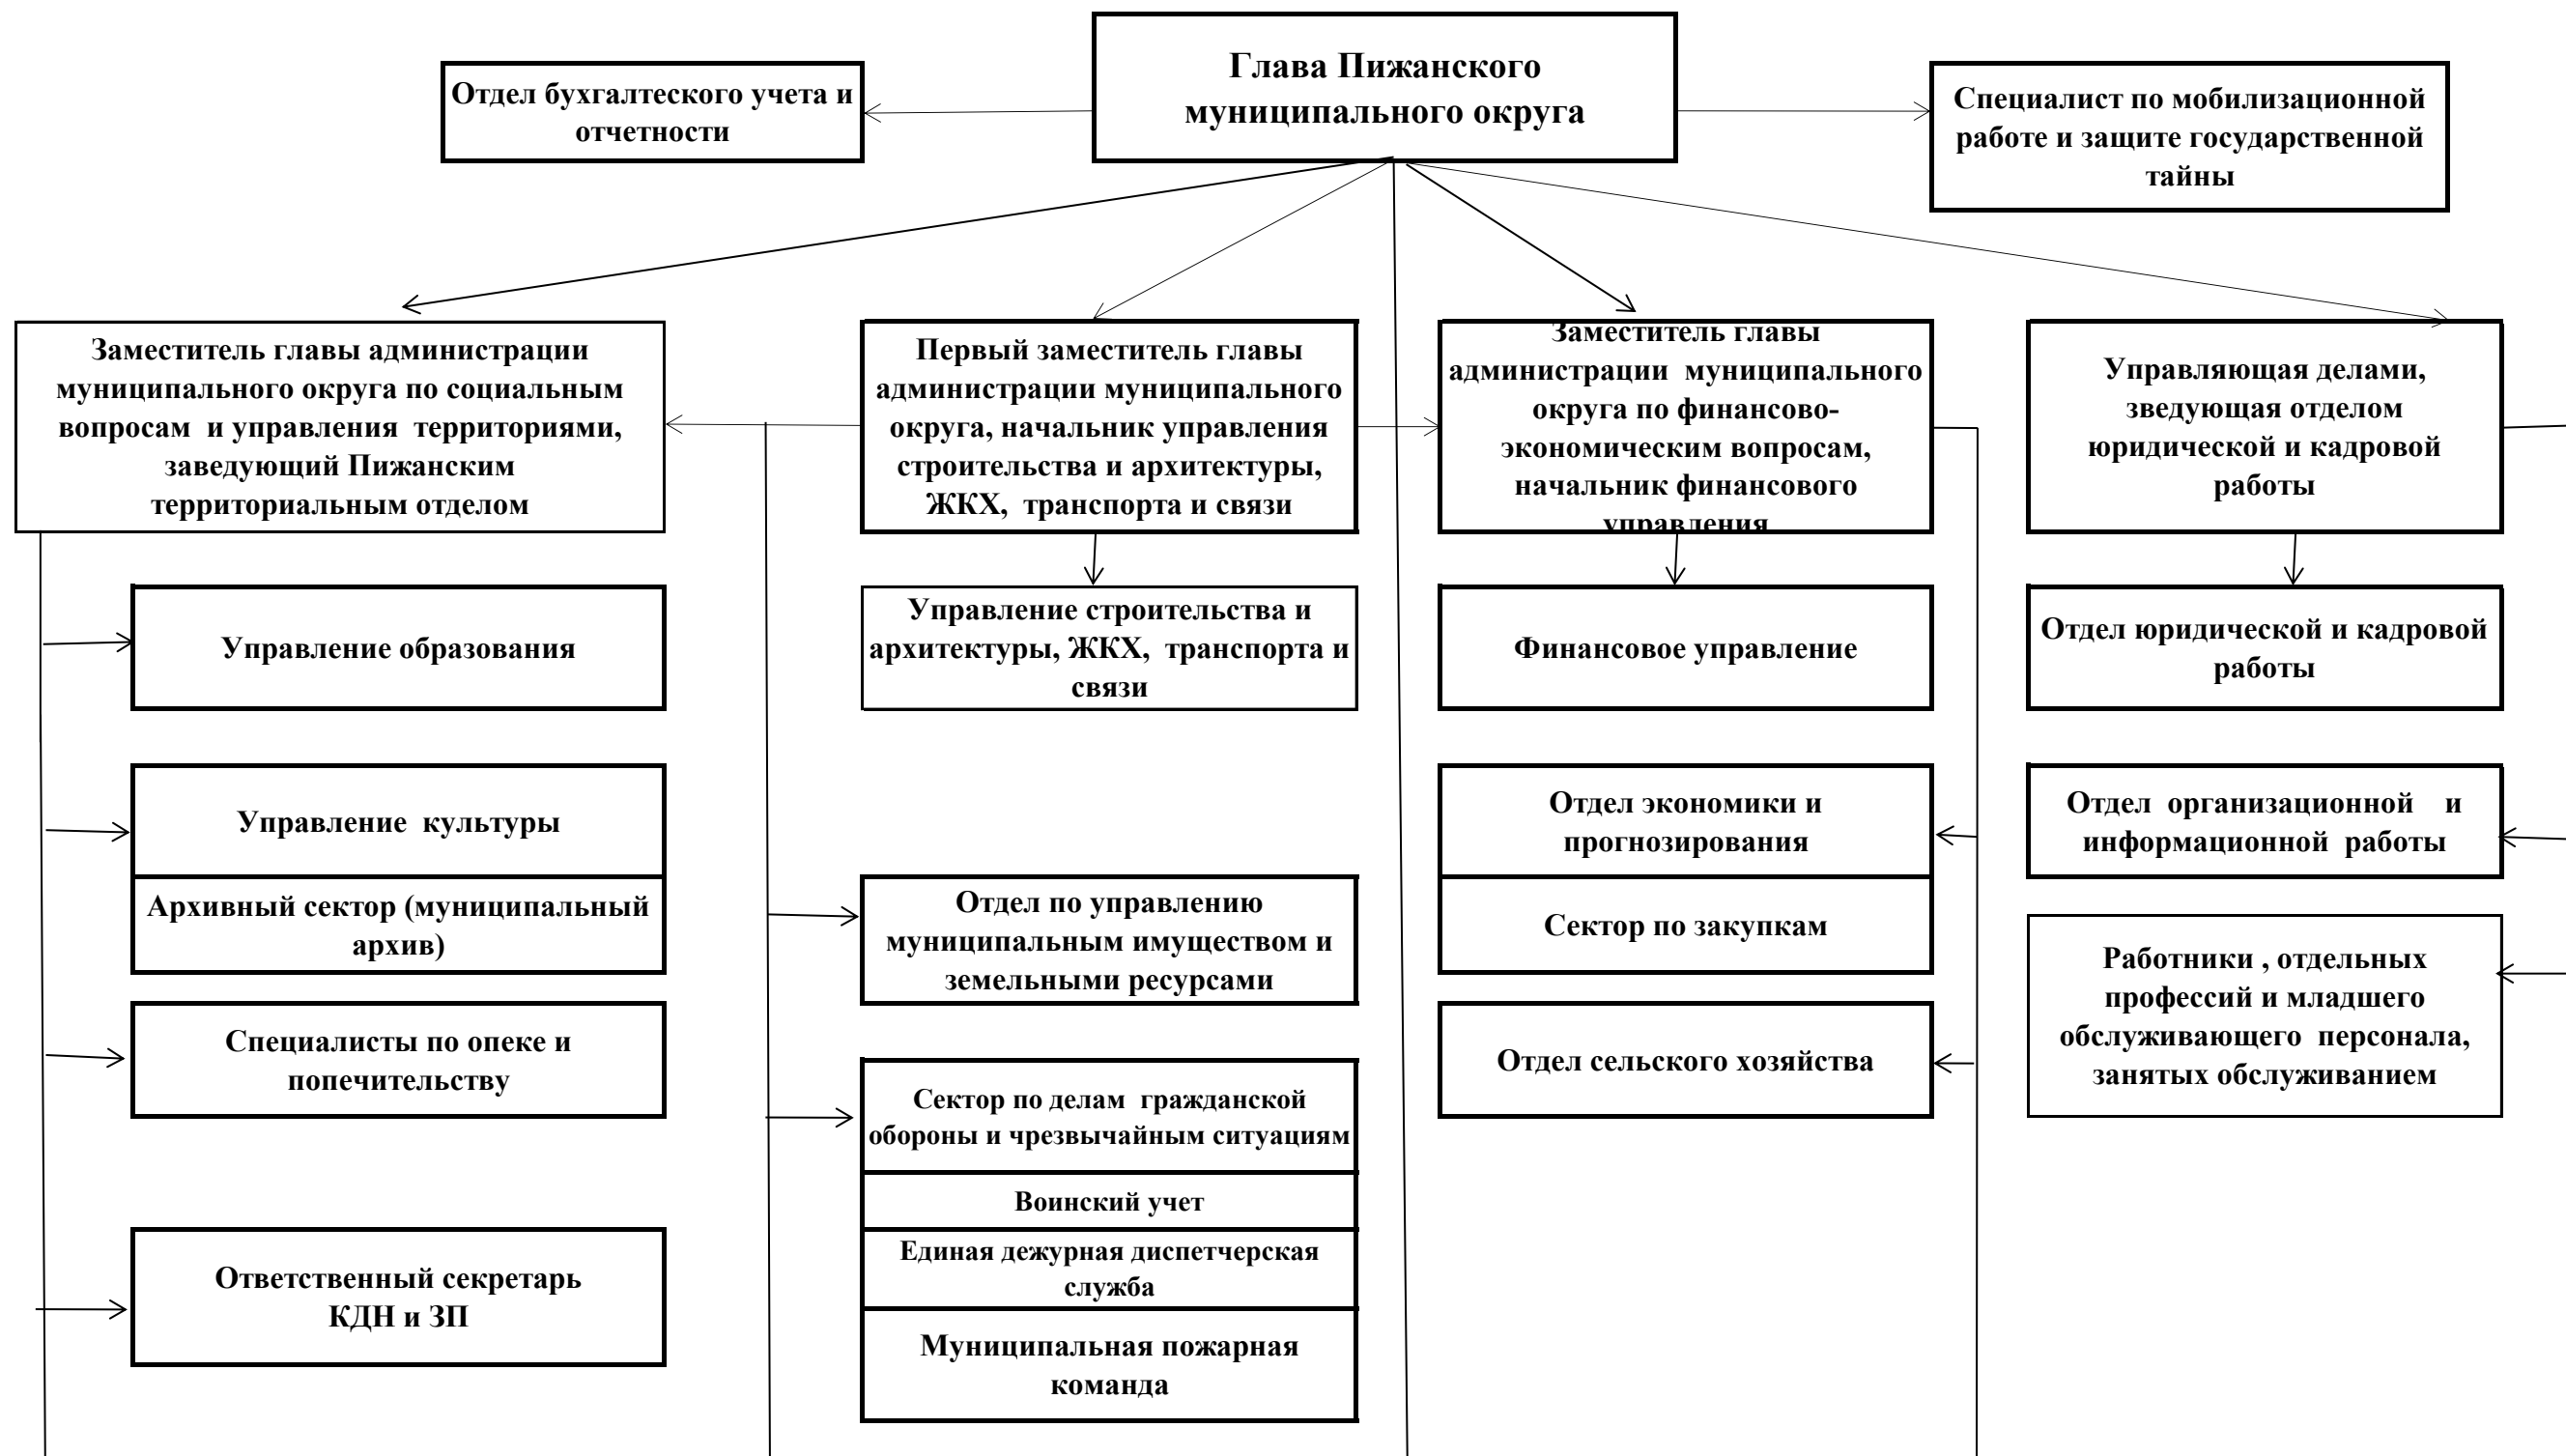 Глава Пижанского
муниципального округа
Отдел бухгалтеского учета и
отчетности
Специалист по мобилизационной
работе и защите государственной
тайны
Заместитель главы администрации
муниципального округа по социальным
вопросам и управления территориями,
заведующий Пижанским
территориальным отделом
Первый заместитель главы
администрации муниципального
округа, начальник управления
строительства и архитектуры,
ЖКХ, транспорта и связи
Заместитель главы
администрации муниципального
округа по финансово-
экономическим вопросам,
начальник финансового
управления
Управляющая делами,
зведующая отделом
юридической и кадровой
работы
Управление образования
Управление строительства и
архитектуры, ЖКХ, транспорта и
связи
Финансовое управление
Отдел юридической и кадровой
работы
Управление культуры
Архивный сектор (муниципальный
архив)
Отдел по управлению
муниципальным имуществом и
земельными ресурсами
Отдел экономики и
прогнозирования
Сектор по закупкам
Отдел организационной и
информационной работы
Работники , отдельных
профессий и младшего
обслуживающего персонала,
занятых обслуживанием
Специалисты по опеке и
попечительству
Отдел сельского хозяйства
Сектор по делам гражданской
обороны и чрезвычайным ситуациям
Воинский учет
Единая дежурная диспетчерская
служба
Муниципальная пожарная
команда
Ответственный секретарь
КДН и ЗП